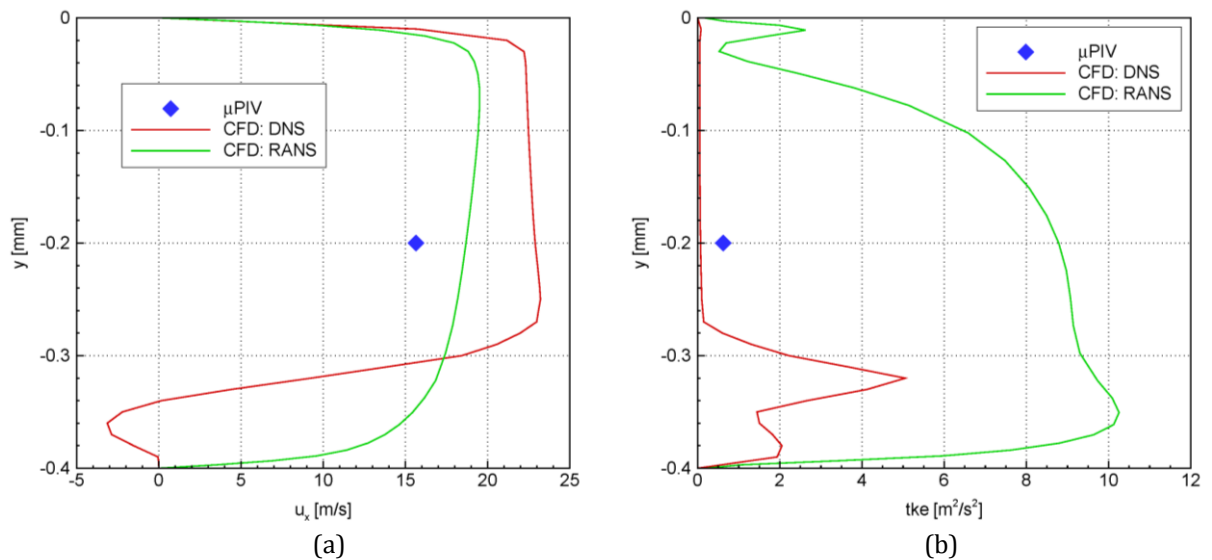 0
-0.1
-0.2
-0.3
-0.4
y [mm]
-5
0
5
10
15
20
25
uₓ [m/s]
μPIV
CFD: DNS
CFD: RANS
(a)
0
-0.1
-0.2
-0.3
-0.4
y [mm]
0
2
4
6
8
10
12
tke [m²/s²]
μPIV
CFD: DNS
CFD: RANS
(b)